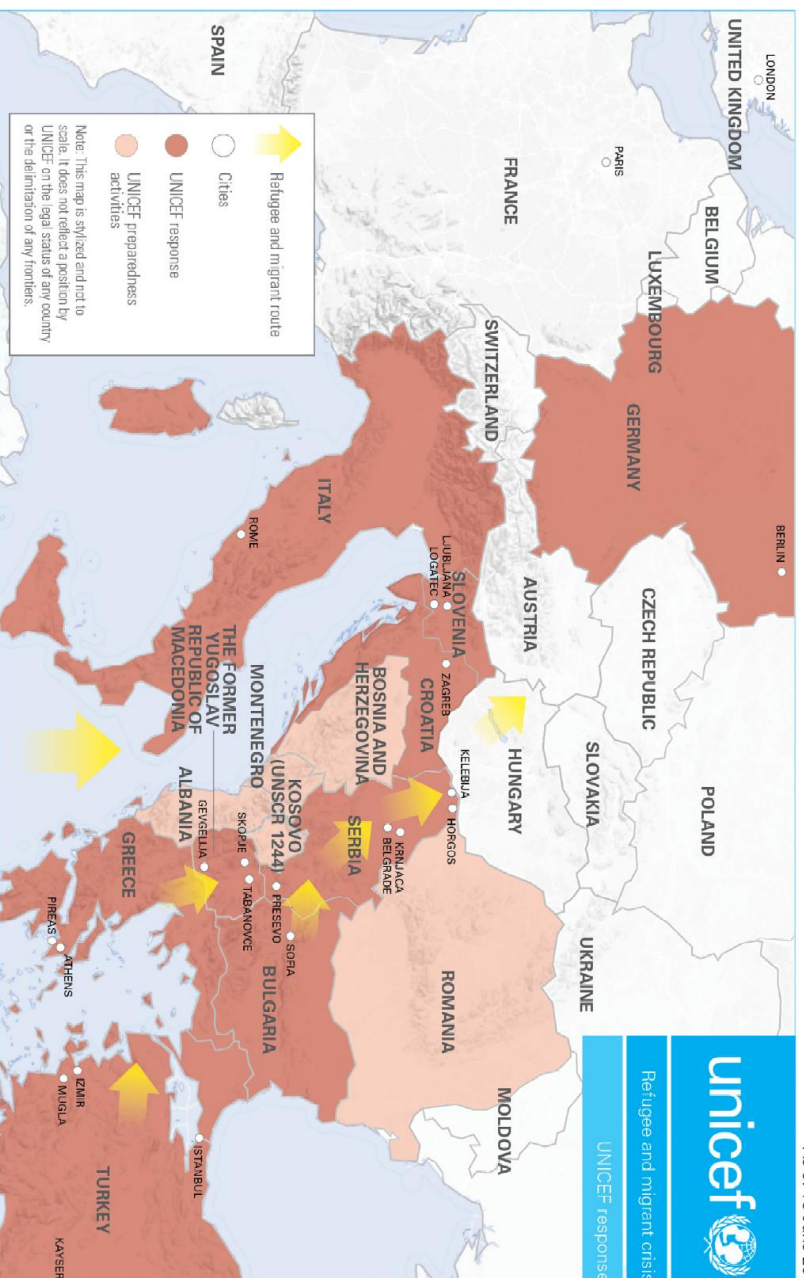 unicef
Refugee and migrant crisis
UNICEF response
UNITED KINGDOM
LONDON
BELGIUM
LUXEMBOURG
GERMANY
BERLIN
POLAND
CZECH REPUBLIC
SLOVAKIA
UKRAINE
PARIS
FRANCE
SWITZERLAND
AUSTRIA
HUNGARY
MOLDOVA
ROMANIA
SLOVENIA
LJUBLJANA
LOGATEC
ZAGREB
CROATIA
KELEBIJA
HORGOS
KRNJACA
BELGRADE
BOSNIA AND
HERZEGOVINA
SERBIA
ITALY
ROME
MONTENEGRO
KOSOVO
(UNSCR 1244)
PRESEVO
SOFIA
BULGARIA
THE FORMER
YUGOSLAV
REPUBLIC OF
MACEDONIA
SKOPJE
TABANOVCE
ALBANIA
GEVGELIJA
GREECE
PIREAS
ATHENS
ISTANBUL
IZMIR
MUGLA
TURKEY
SPAIN
Refugee and migrant route
Cities
UNICEF response
UNICEF preparedness
activities
Note: This map is stylized and not to
scale. It does not reflect a position by
UNICEF on the legal status of any country
or the delimitation of any frontiers.